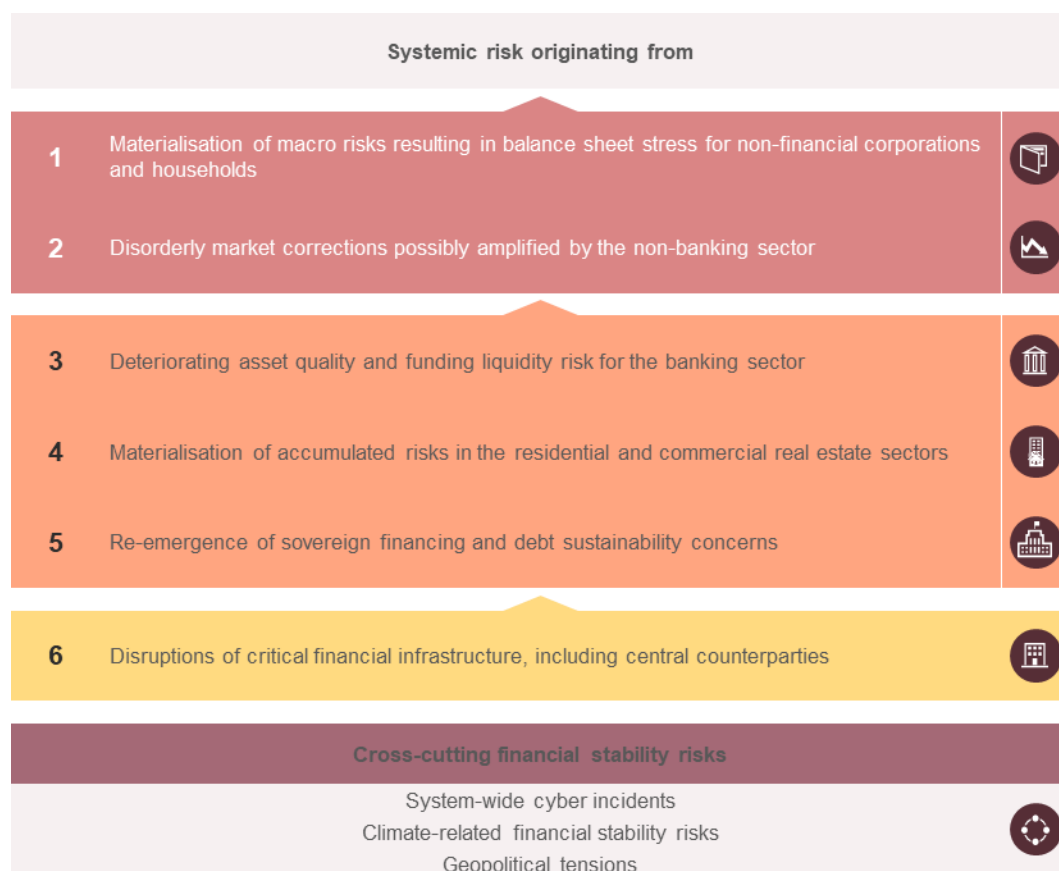 Systemic risk originating from
1
Materialisation of macro risks resulting in balance sheet stress for non-financial corporations
and households
2
Disorderly market corrections possibly amplified by the non-banking sector
3
Deteriorating asset quality and funding liquidity risk for the banking sector
4
Materialisation of accumulated risks in the residential and commercial real estate sectors
5
Re-emergence of sovereign financing and debt sustainability concerns
6
Disruptions of critical financial infrastructure, including central counterparties
Cross-cutting financial stability risks
System-wide cyber incidents
Climate-related financial stability risks
Geopolitical tensions